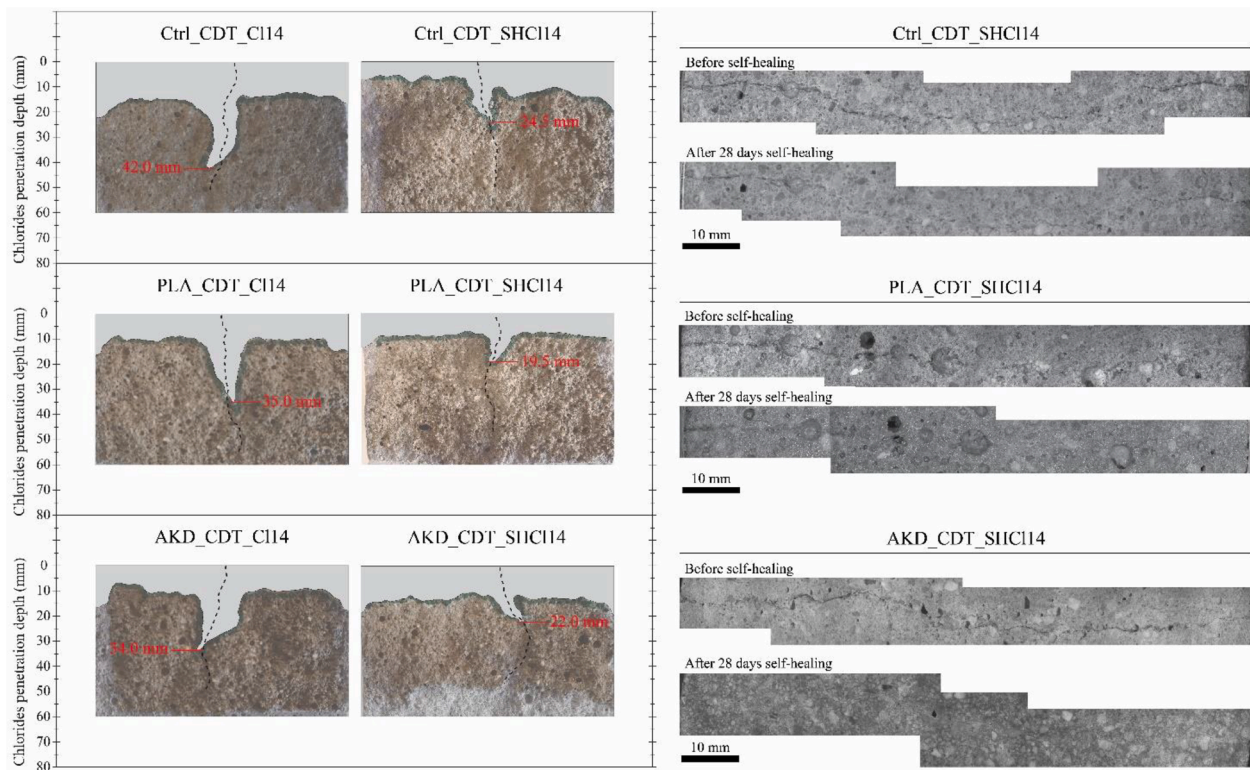 Ctrl_CDT_Cl14
Ctrl_CDT_SHCl14
Chlorides penetration depth (mm)
0
10
20
30
40
50
60
70
80
42.0 mm
24.5 mm
Ctrl_CDT_SHCl14
Before self-healing
After 28 days self-healing
10 mm
PLA_CDT_Cl14
PLA_CDT_SHCl14
Chlorides penetration depth (mm)
0
10
20
30
40
50
60
70
80
35.0 mm
19.5 mm
PLA_CDT_SHCl14
Before self-healing
After 28 days self-healing
10 mm
AKD_CDT_Cl14
AKD_CDT_SHCl14
Chlorides penetration depth (mm)
0
10
20
30
40
50
60
70
80
34.0 mm
22.0 mm
AKD_CDT_SHCl14
Before self-healing
After 28 days self-healing
10 mm